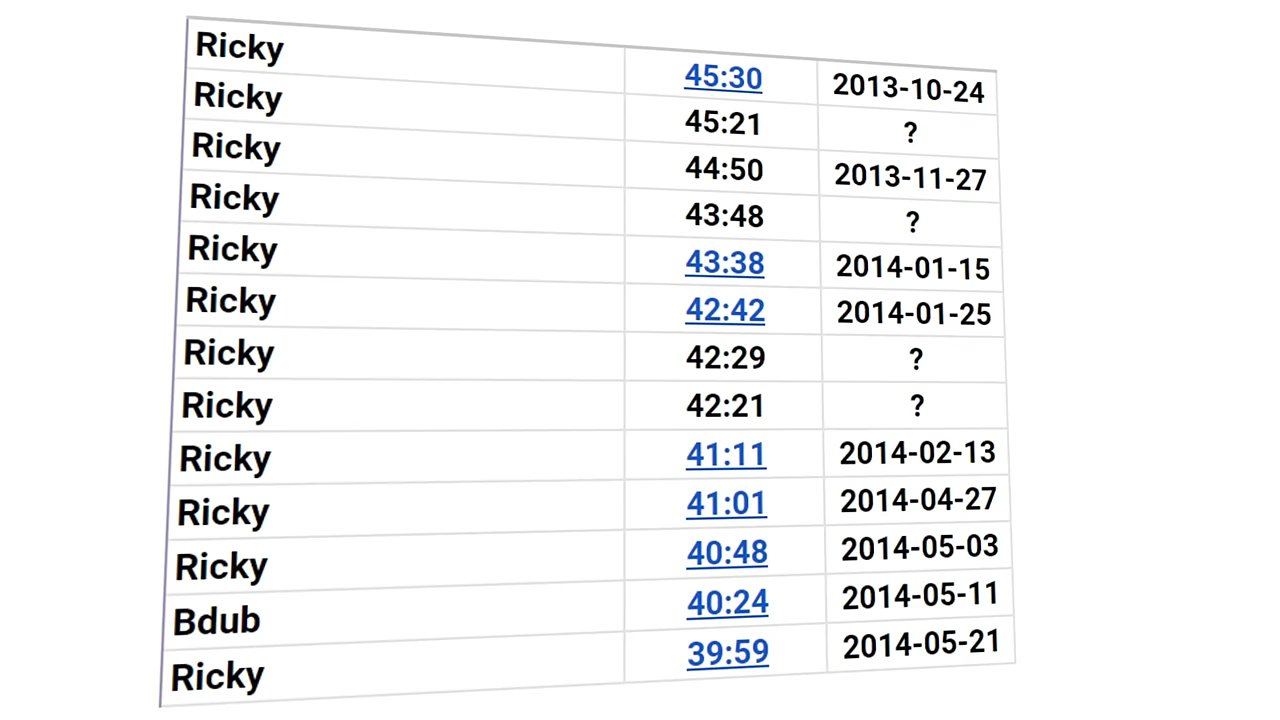 Ricky 45:30 2013-10-24
Ricky 45:21 ?
Ricky 44:50 2013-11-27
Ricky 43:48 ?
Ricky 43:38 2014-01-15
Ricky 42:42 2014-01-25
Ricky 42:29 ?
Ricky 42:21 ?
Ricky 41:11 2014-02-13
Ricky 41:01 2014-04-27
Ricky 40:48 2014-05-03
Bdub 40:24 2014-05-11
Ricky 39:59 2014-05-21